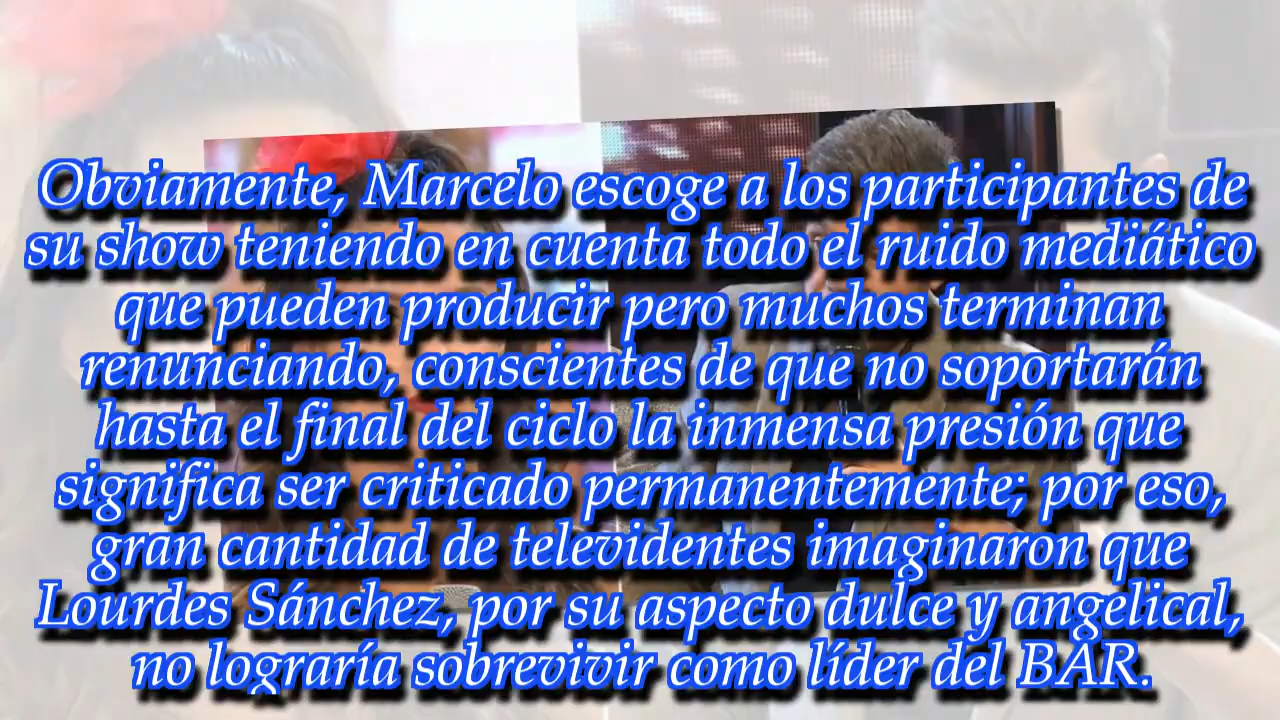 Obviamente, Marcelo escoge a los participantes de
su show teniendo en cuenta todo el ruido mediático
que pueden producir pero muchos terminan
renunciando, conscientes de que no soportarán
hasta el final del ciclo la inmensa presión que
significa ser criticado permanentemente; por eso,
gran cantidad de televidentes imaginaron que
Lourdes Sánchez, por su aspecto dulce y angelical,
no lograría sobrevivir como líder del BAR.